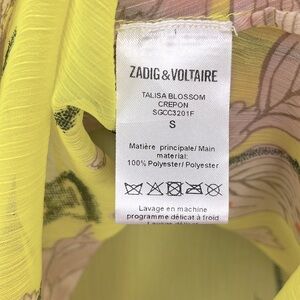 ZADIG & VOLTAIRE
TALISA BLOSSOM
CREPON
SGCC3201F
S
Matière principale/ Main
material:
100% Polyester/ Polyester
Lavage en machine
programme délicat à froid